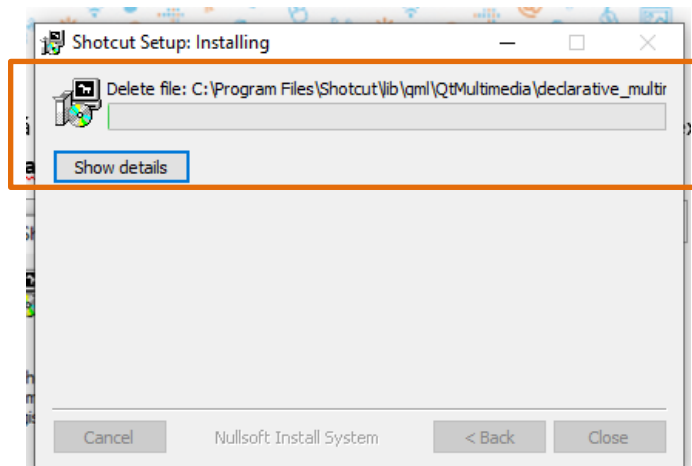 Shotcut Setup: Installing
Delete file: C:\Program Files\Shotcut\lib\qml\QtMultimedia\declarative_multir
Show details
Cancel
Nullsoft Install System
< Back
Close